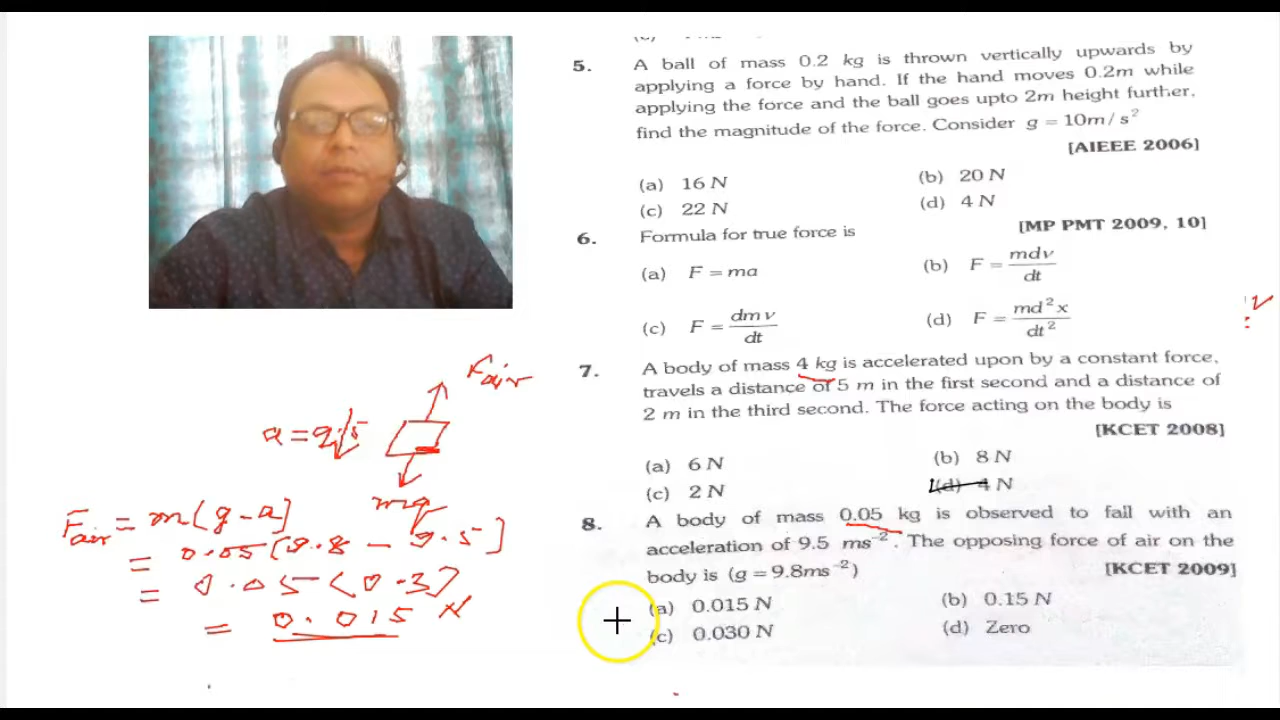 5. A ball of mass 0.2 kg is thrown vertically upwards by
applying a force by hand. If the hand moves 0.2m while
applying the force and the ball goes upto 2m height further,
find the magnitude of the force. Consider g = 10m/s²
[AIEEE 2006]
(a) 16 N (b) 20 N
(c) 22 N (d) 4 N
6. Formula for true force is [MP PMT 2009, 10]
(a) F = ma (b) F = mdv/dt
(c) F = dmv/dt (d) F = md²x/dt²
7. A body of mass 4 kg is accelerated upon by a constant force,
travels a distance of 5 m in the first second and a distance of
2 m in the third second. The force acting on the body is
[KCET 2008]
(a) 6 N (b) 8 N
(c) 2 N (d) 4 N
8. A body of mass 0.05 kg is observed to fall with an
acceleration of 9.5 ms⁻². The opposing force of air on the
body is (g = 9.8ms⁻²) [KCET 2009]
(a) 0.015 N (b) 0.15 N
(c) 0.030 N (d) Zero
Fair
a = 9.5
mg
Fair = m[g - a]
= 0.05[9.8 - 9.5]
= 0.05(0.3)
= 0.015 N